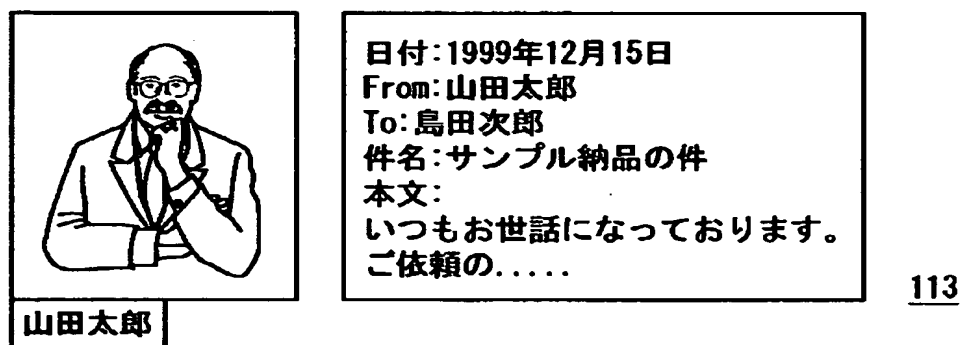 日付:1999年12月15日
From:山田太郎
To:島田次郎
件名:サンプル納品の件
本文:
いつもお世話になっております。
ご依頼の.....
113
山田太郎